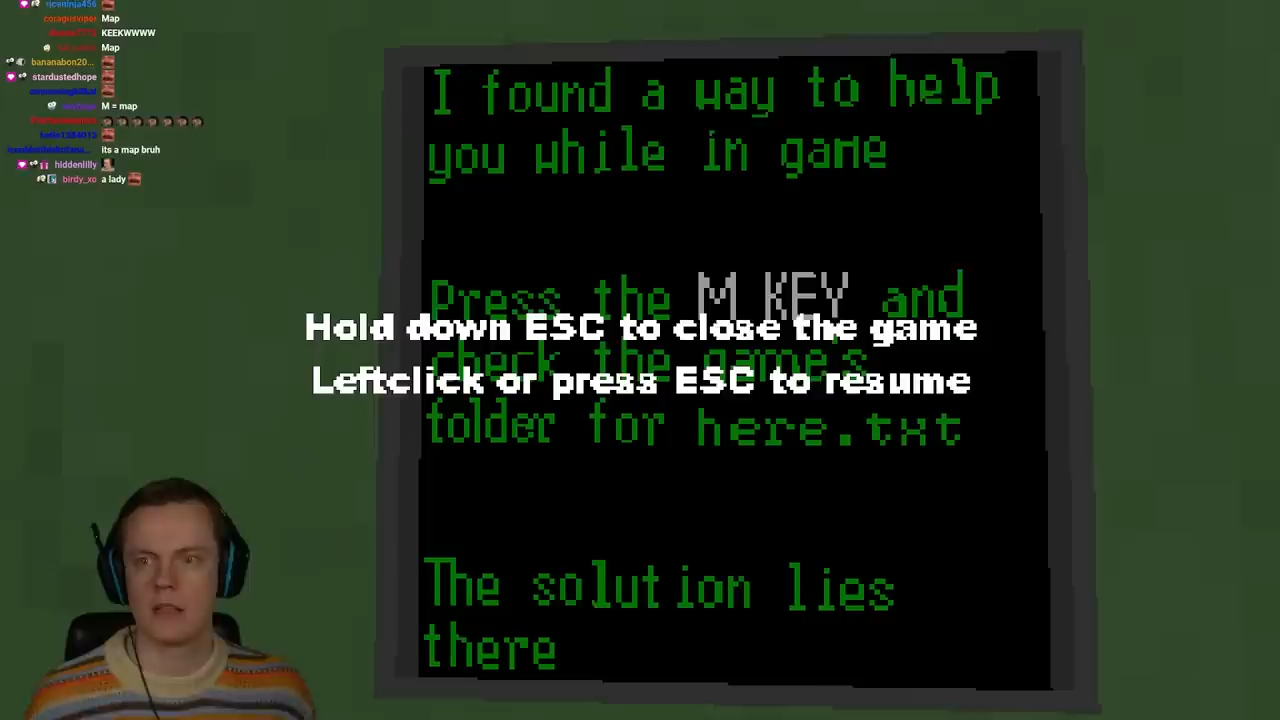 riceninja456
coragusviper Map
KEEKWWWW
Map
bananabon20...
stardustedhope
M = map
its a map bruh
hiddenlilly
birdy_xo a lady
I found a way to help
you while in game
Press the M KEY and
Hold down ESC to close the game
check the game's
Leftclick or press ESC to resume
folder for here.txt
The solution lies
there